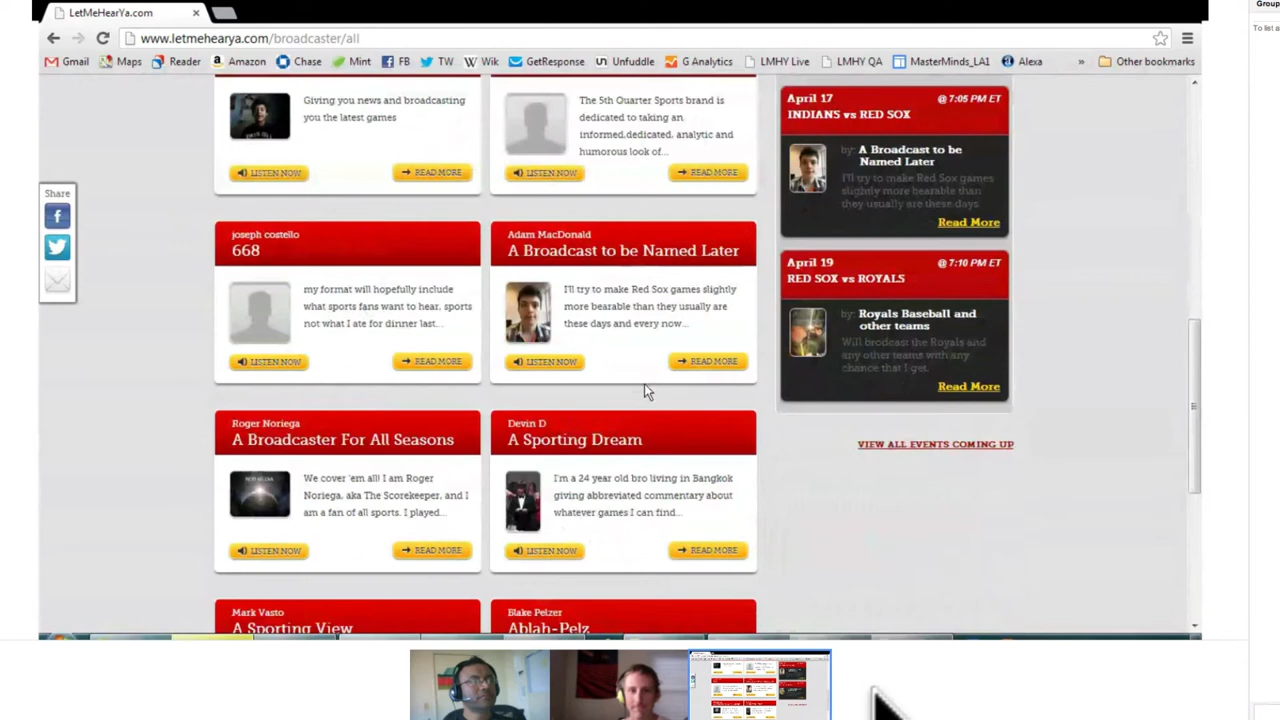 LetMeHearYa.com
Group
To list a
www.letmehearya.com/broadcaster/all
Gmail Maps Reader Amazon Chase Mint FB TW Wik GetResponse Unfuddle G Analytics LMHY Live LMHY QA MasterMinds_LA1 Alexa » Other bookmarks
Share
Giving you news and broadcasting
you the latest games
LISTEN NOW
READ MORE
The 5th Quarter Sports brand is
dedicated to taking an
informed,dedicated, analytic and
humorous look of...
LISTEN NOW
READ MORE
joseph costello
668
my format will hopefully include
what sports fans want to hear, sports
not what I ate for dinner last...
LISTEN NOW
READ MORE
Adam MacDonald
A Broadcast to be Named Later
I'll try to make Red Sox games slightly
more bearable than they usually are
these days and every now...
LISTEN NOW
READ MORE
Roger Noriega
A Broadcaster For All Seasons
We cover 'em all! I am Roger
Noriega, aka The Scorekeeper, and I
am a fan of all sports. I played...
LISTEN NOW
READ MORE
Devin D
A Sporting Dream
I'm a 24 year old bro living in Bangkok
giving abbreviated commentary about
whatever games I can find...
LISTEN NOW
READ MORE
Mark Vasto
A Sporting View
Blake Pelzer
Ablah-Pelz
April 17
@ 7:05 PM ET
INDIANS vs RED SOX
by: A Broadcast to be
Named Later
I'll try to make Red Sox games
slightly more bearable than
they usually are these days
Read More
April 19
@ 7:10 PM ET
RED SOX vs ROYALS
by: Royals Baseball and
other teams
Will brodcast the Royals and
any other teams with any
chance that I get.
Read More
VIEW ALL EVENTS COMING UP